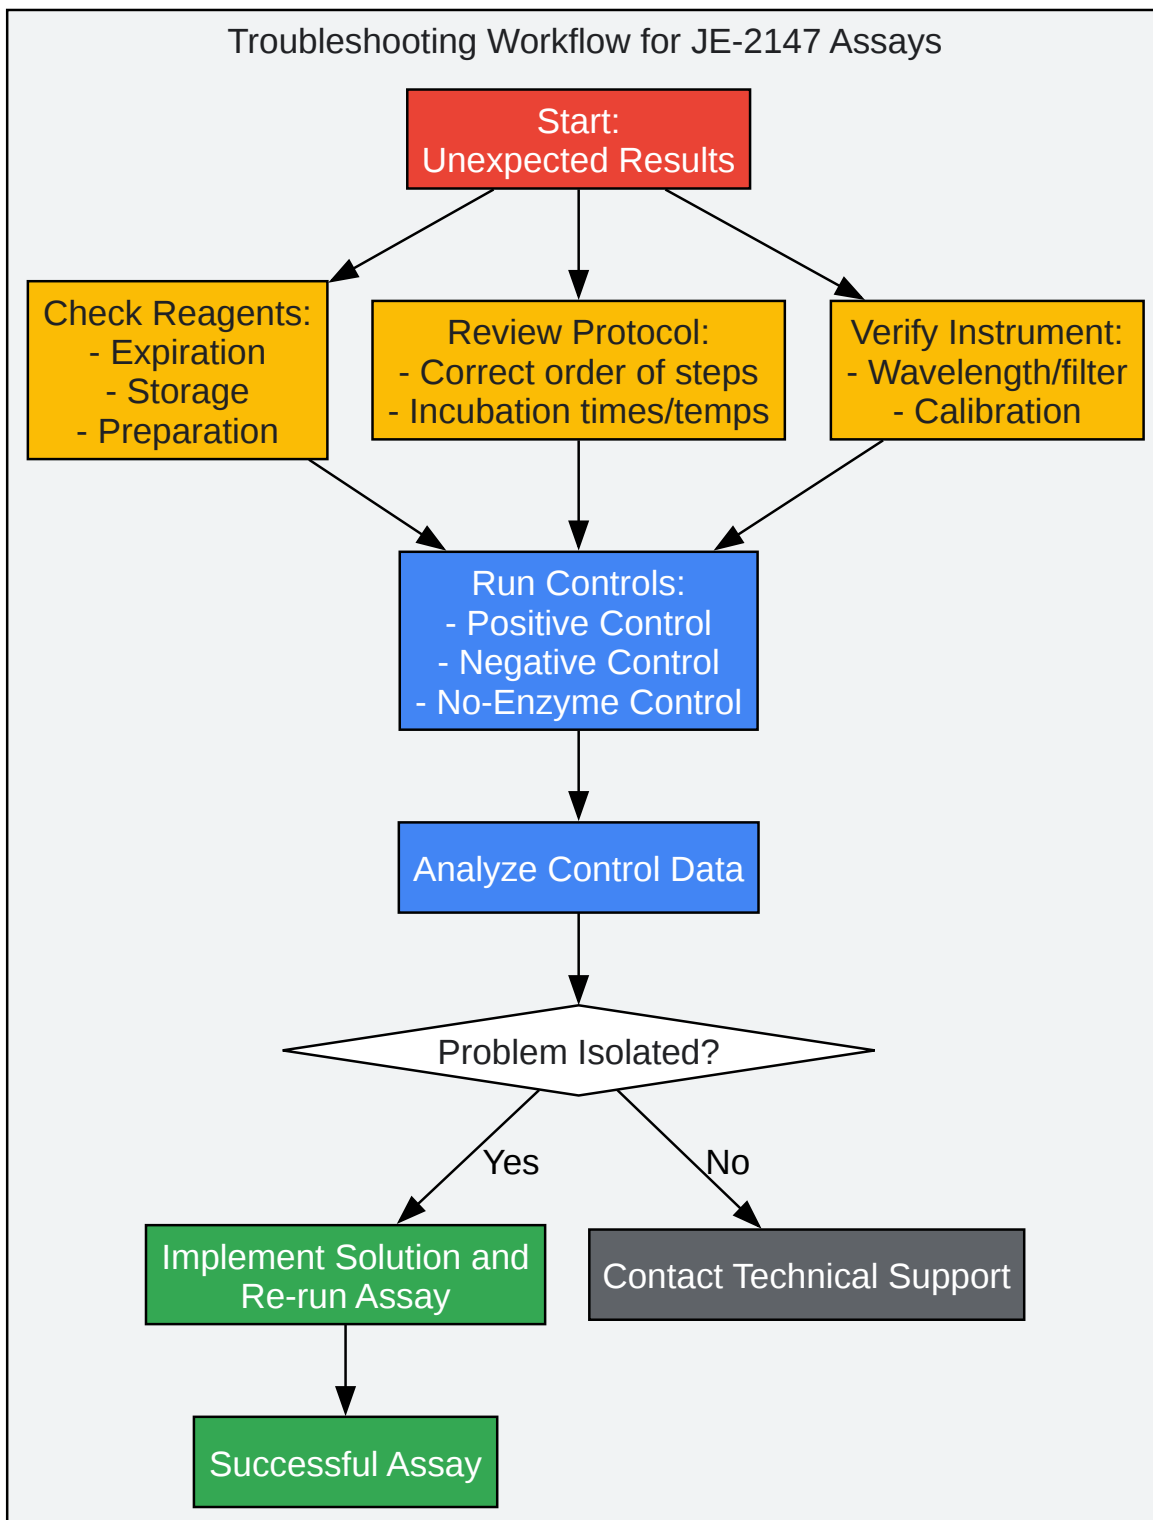 Troubleshooting Workflow for JE-2147 Assays
Start:
Unexpected Results
Check Reagents:
- Expiration
- Storage
- Preparation
Review Protocol:
- Correct order of steps
- Incubation times/temps
Verify Instrument:
- Wavelength/filter
- Calibration
Run Controls:
- Positive Control
- Negative Control
- No-Enzyme Control
Analyze Control Data
Problem Isolated?
Yes
No
Implement Solution and
Re-run Assay
Contact Technical Support
Successful Assay